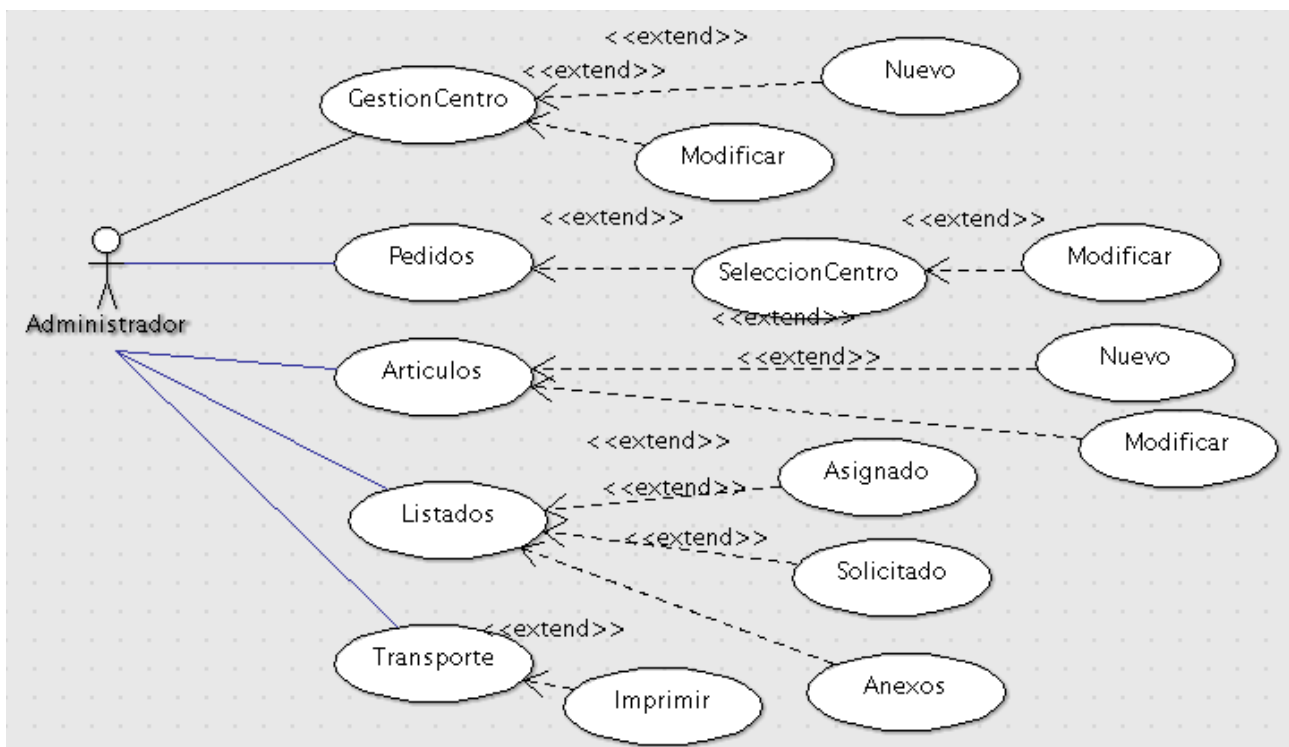 <<extend>>
<<extend>>
Nuevo
GestionCentro
Modificar
<<extend>>
<<extend>>
Pedidos
SeleccionCentro
Modificar
Administrador
<<extend>>
<<extend>>
Nuevo
Articulos
Modificar
<<extend>>
Asignado
<<extend>>
Listados
<<extend>>
Solicitado
<<extend>>
Transporte
Imprimir
Anexos